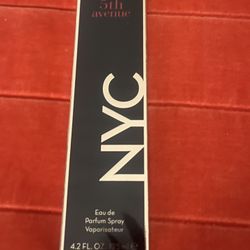 5th
avenue
NYC
Eau de
Parfum Spray
Vaporisateur
4.2 FL. OZ.